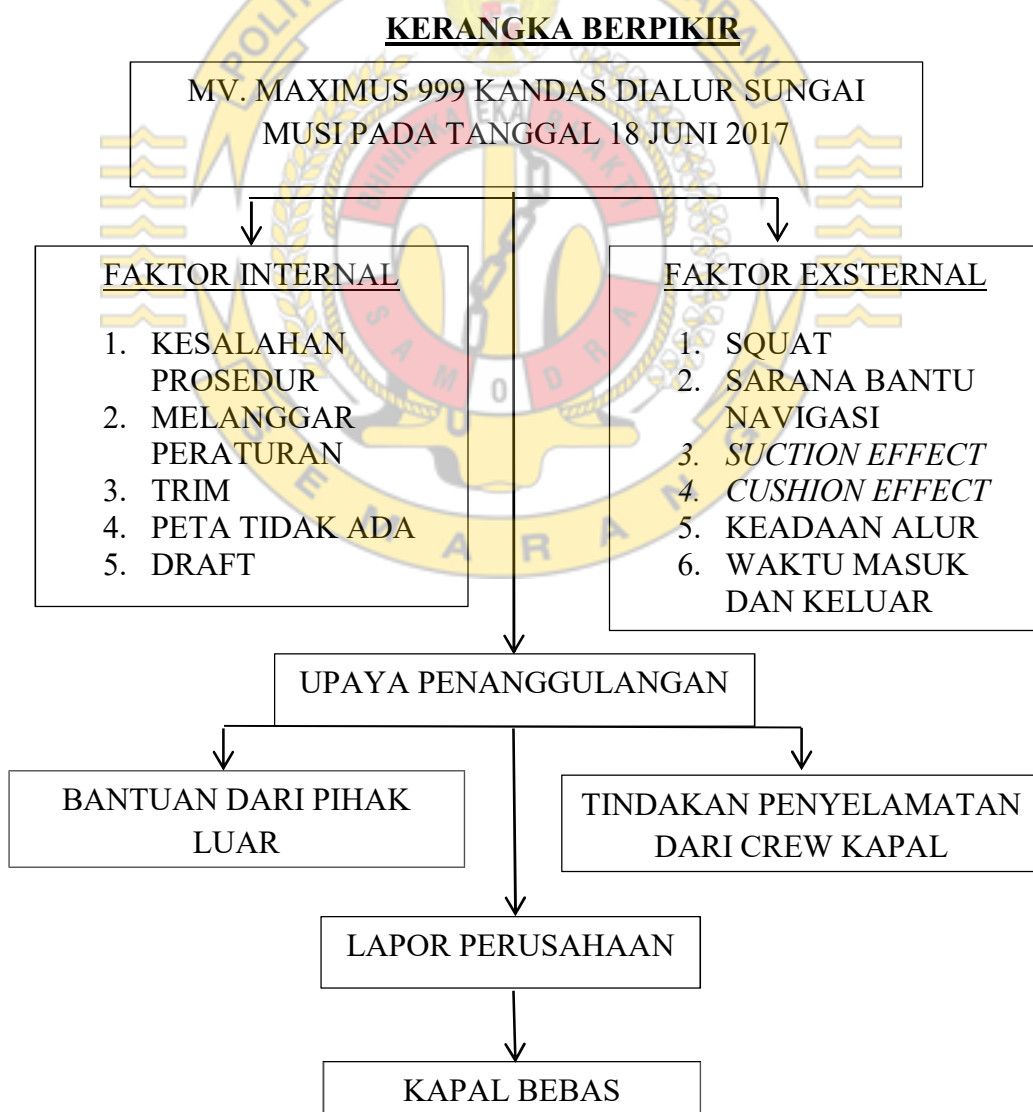 KERANGKA BERPIKIR
MV. MAXIMUS 999 KANDAS DIALUR SUNGAI
MUSI PADA TANGGAL 18 JUNI 2017
FAKTOR INTERNAL
1. KESALAHAN
PROSEDUR
2. MELANGGAR
PERATURAN
3. TRIM
4. PETA TIDAK ADA
5. DRAFT
FAKTOR EXSTERNAL
1. SQUAT
2. SARANA BANTU
NAVIGASI
3. SUCTION EFFECT
4. CUSHION EFFECT
5. KEADAAN ALUR
6. WAKTU MASUK
DAN KELUAR
UPAYA PENANGGULANGAN
BANTUAN DARI PIHAK
LUAR
TINDAKAN PENYELAMATAN
DARI CREW KAPAL
LAPOR PERUSAHAAN
KAPAL BEBAS
SEMARANG